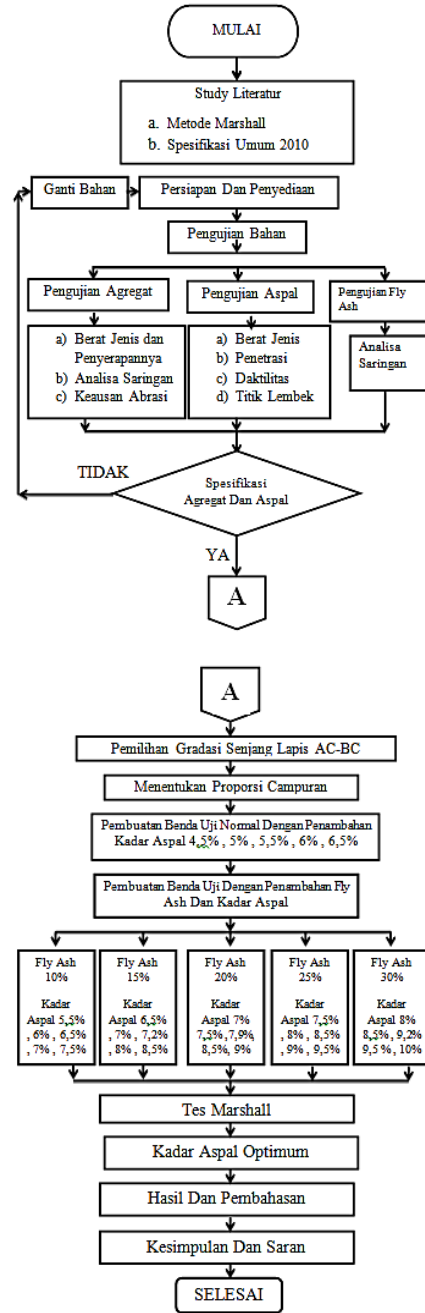 MULAI
Study Literatur
a. Metode Marshall
b. Spesifikasi Umum 2010
Ganti Bahan
Persiapan Dan Penyediaan
Pengujian Bahan
Pengujian Agregat
Pengujian Aspal
Pengujian Fly
Ash
a) Berat Jenis dan
Penyerapannya
b) Analisa Saringan
c) Keausan Abrasi
a) Berat Jenis
b) Penetrasi
c) Daktilitas
d) Titik Lembek
Analisa
Saringan
TIDAK
Spesifikasi
Agregat Dan Aspal
YA
A
A
Pemilihan Gradasi Senjang Lapis AC-BC
Menentukan Proporsi Campuran
Pembuatan Benda Uji Normal Dengan Penambahan
Kadar Aspal 4,5% , 5% , 5,5% , 6% , 6,5%
Pembuatan Benda Uji Dengan Penambahan Fly
Ash Dan Kadar Aspal
Fly Ash
10%
Kadar
Aspal 5,5%
, 6% , 6,5%
, 7% , 7,5%
Fly Ash
15%
Kadar
Aspal 6,5%
, 7% , 7,2%
, 8% , 8,5%
Fly Ash
20%
Kadar
Aspal 7%
7,5% ,7,9%
, 8,5%, 9%
Fly Ash
25%
Kadar
Aspal 7,5%
, 8% , 8,5%
, 9% , 9,5%
Fly Ash
30%
Kadar
Aspal 8%
8,5% , 9,2%
9,5 % , 10%
Tes Marshall
Kadar Aspal Optimum
Hasil Dan Pembahasan
Kesimpulan Dan Saran
SELESAI